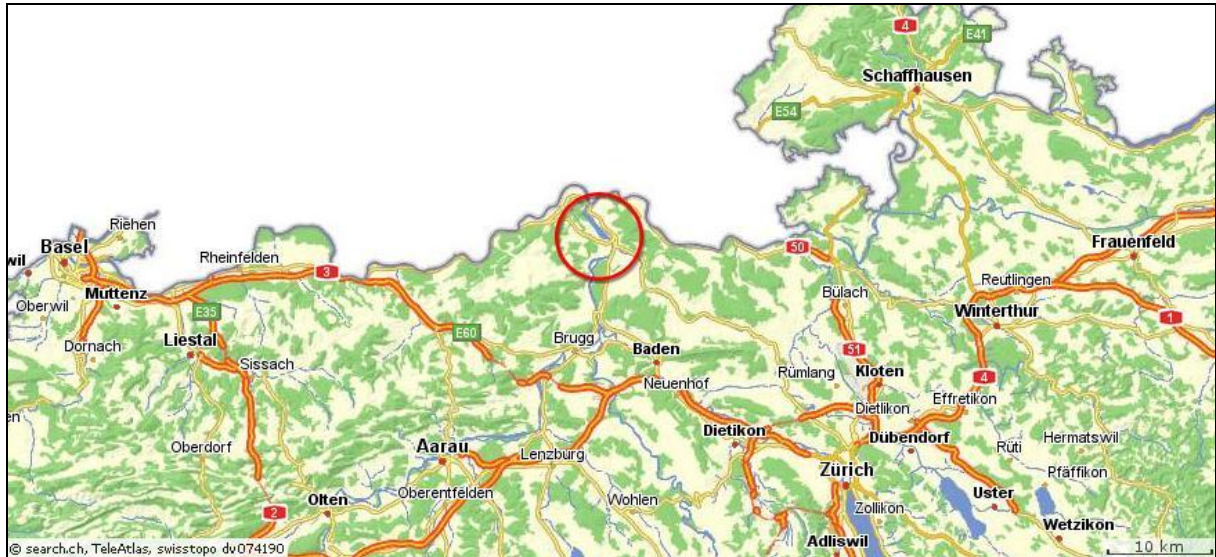 4
E41
Schaffhausen
E54
Riehen
Basel
wil
Rheinfelden
3
50
Frauenfeld
Oberwil
Muttenz
E35
Bülach
Reutlingen
Winterthur
1
Dornach
Liestal
Sissach
E60
Brugg
Baden
51
Rümlang
Kloten
4
Neuenhof
Dietlikon
Effretikon
en
Oberdorf
Aarau
Lenzburg
Dietikon
Dübendorf
Rüti
Hermatswil
Zürich
Pfäffikon
Olten
Oberentfelden
Wohlen
Zollikon
Uster
2
Adliswil
Wetzikon
© search.ch, TeleAtlas, swisstopo dv074190
10 km